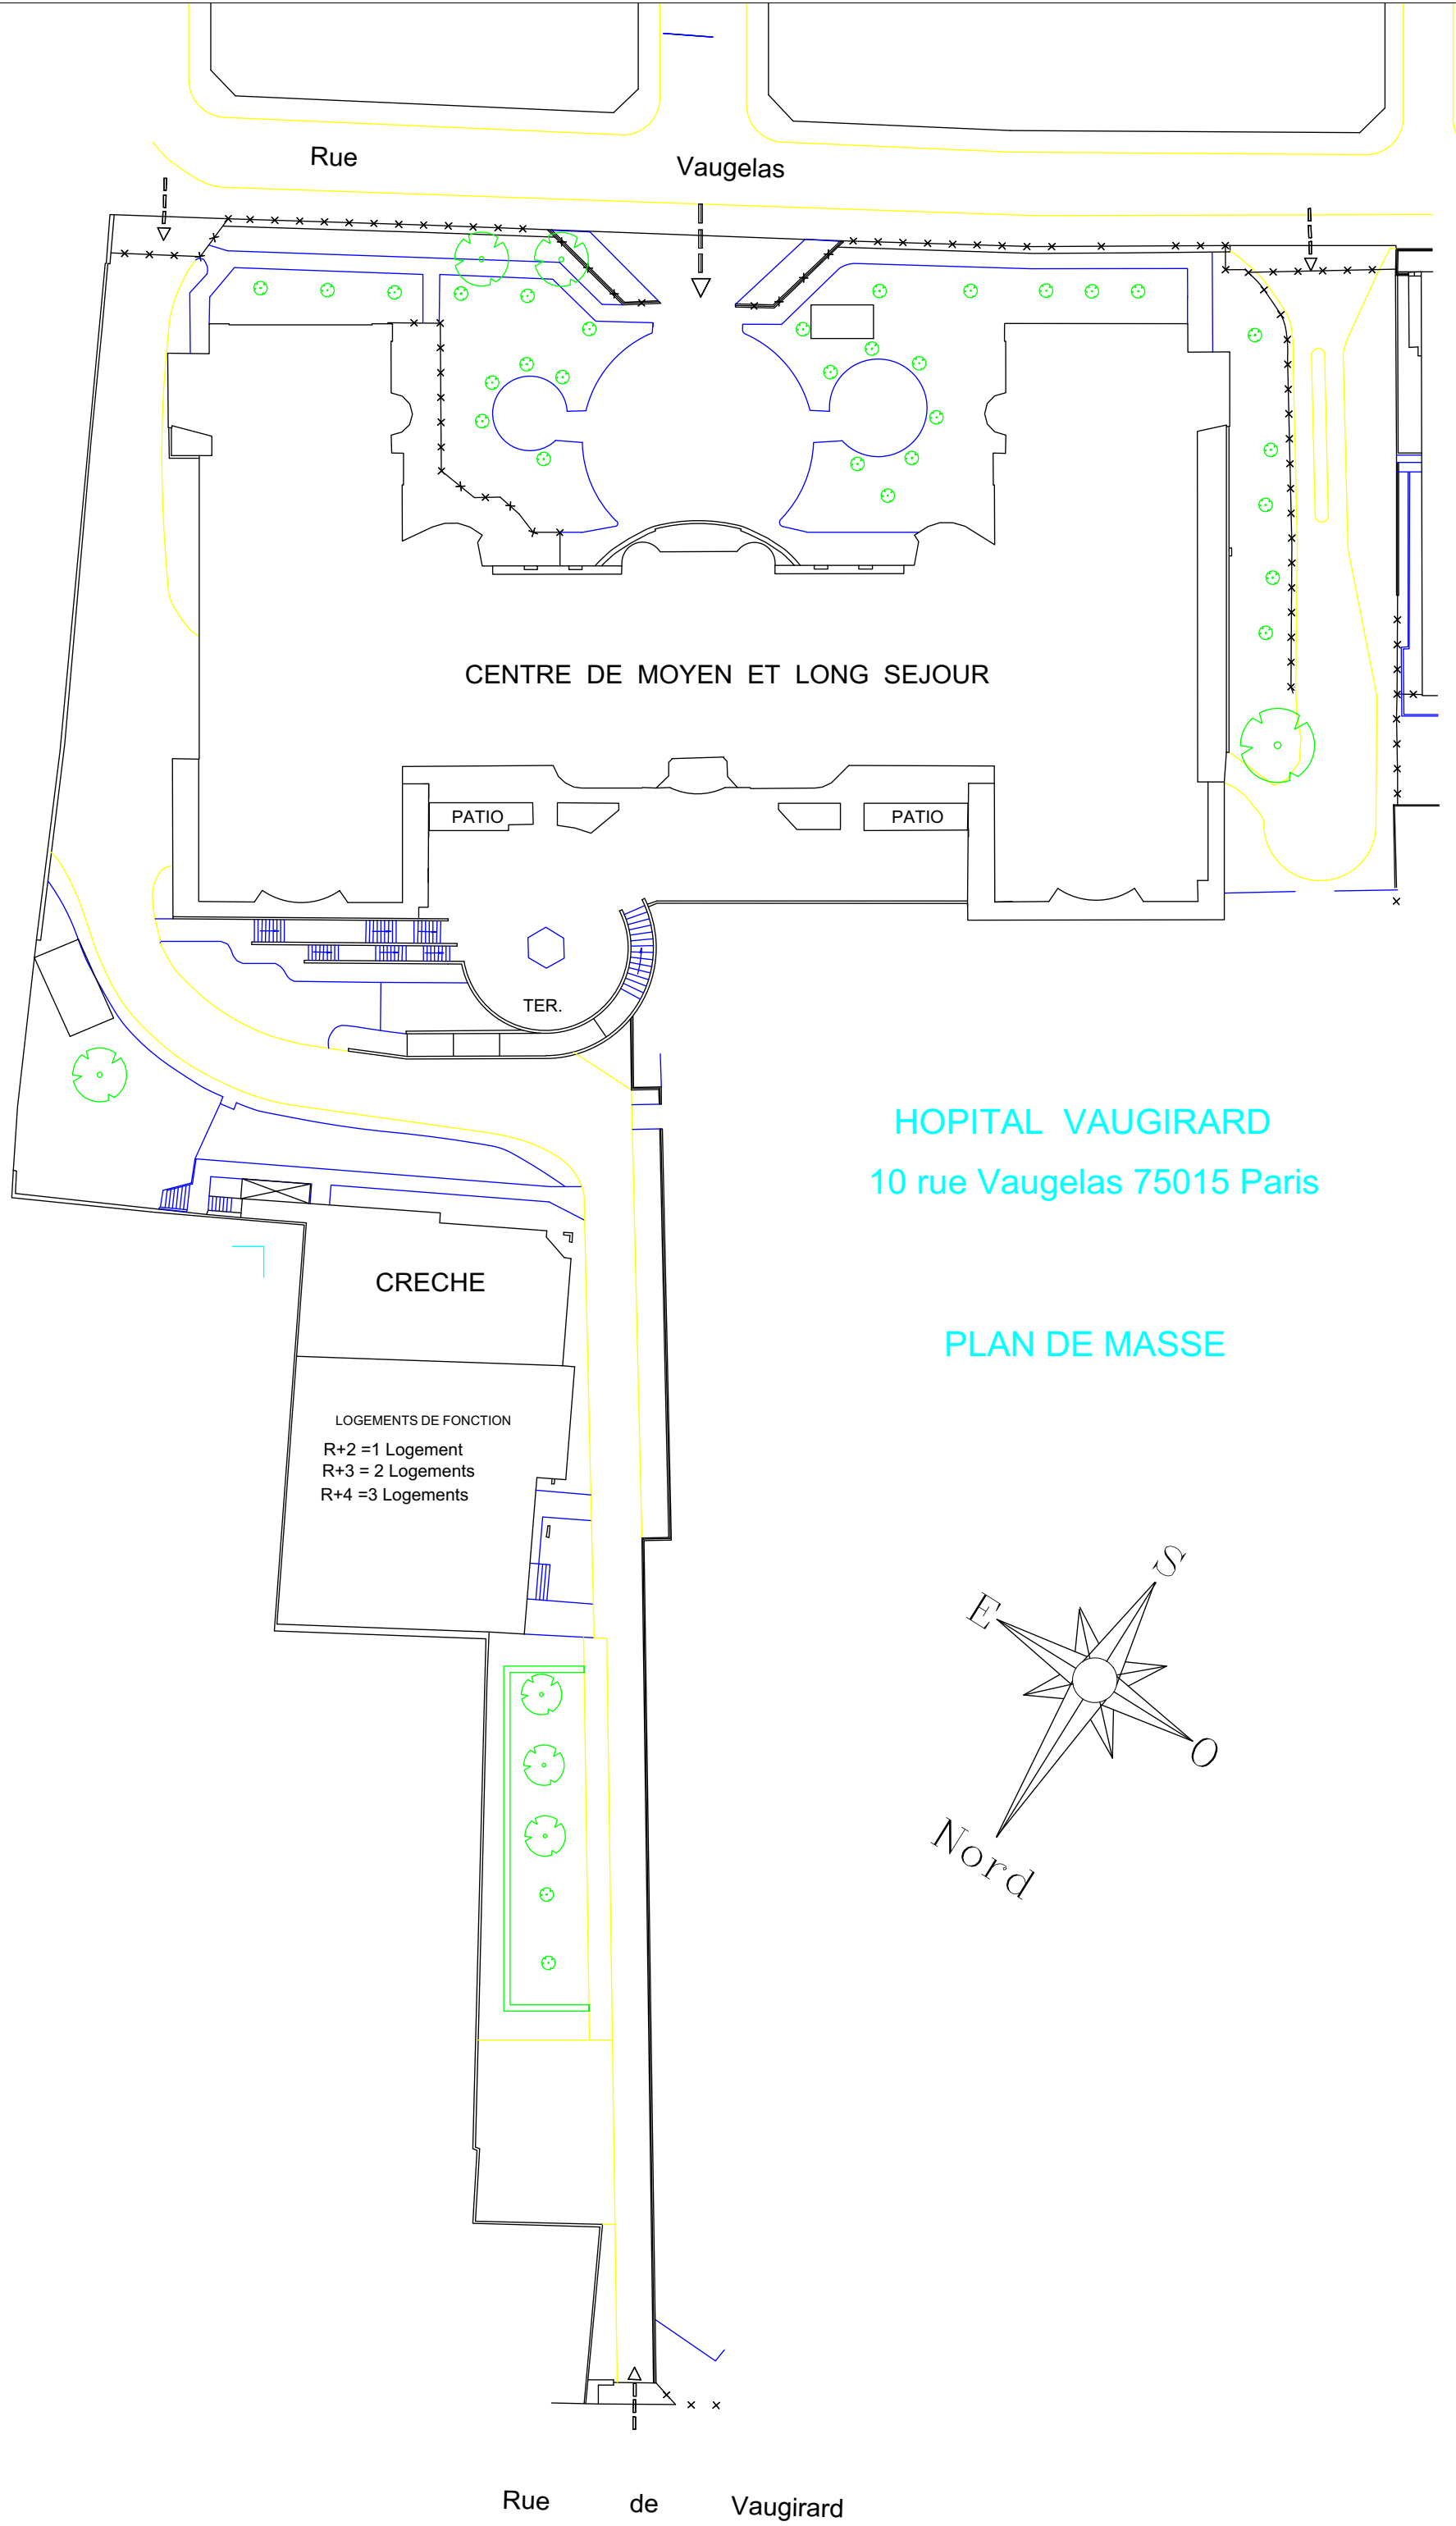 Rue Vaugelas
CENTRE DE MOYEN ET LONG SEJOUR
PATIO
PATIO
TER.
HOPITAL VAUGIRARD
10 rue Vaugelas 75015 Paris
CRECHE
PLAN DE MASSE
LOGEMENTS DE FONCTION
R+2 =1 Logement
R+3 = 2 Logements
R+4 =3 Logements
S
E
O
Nord
Rue de Vaugirard